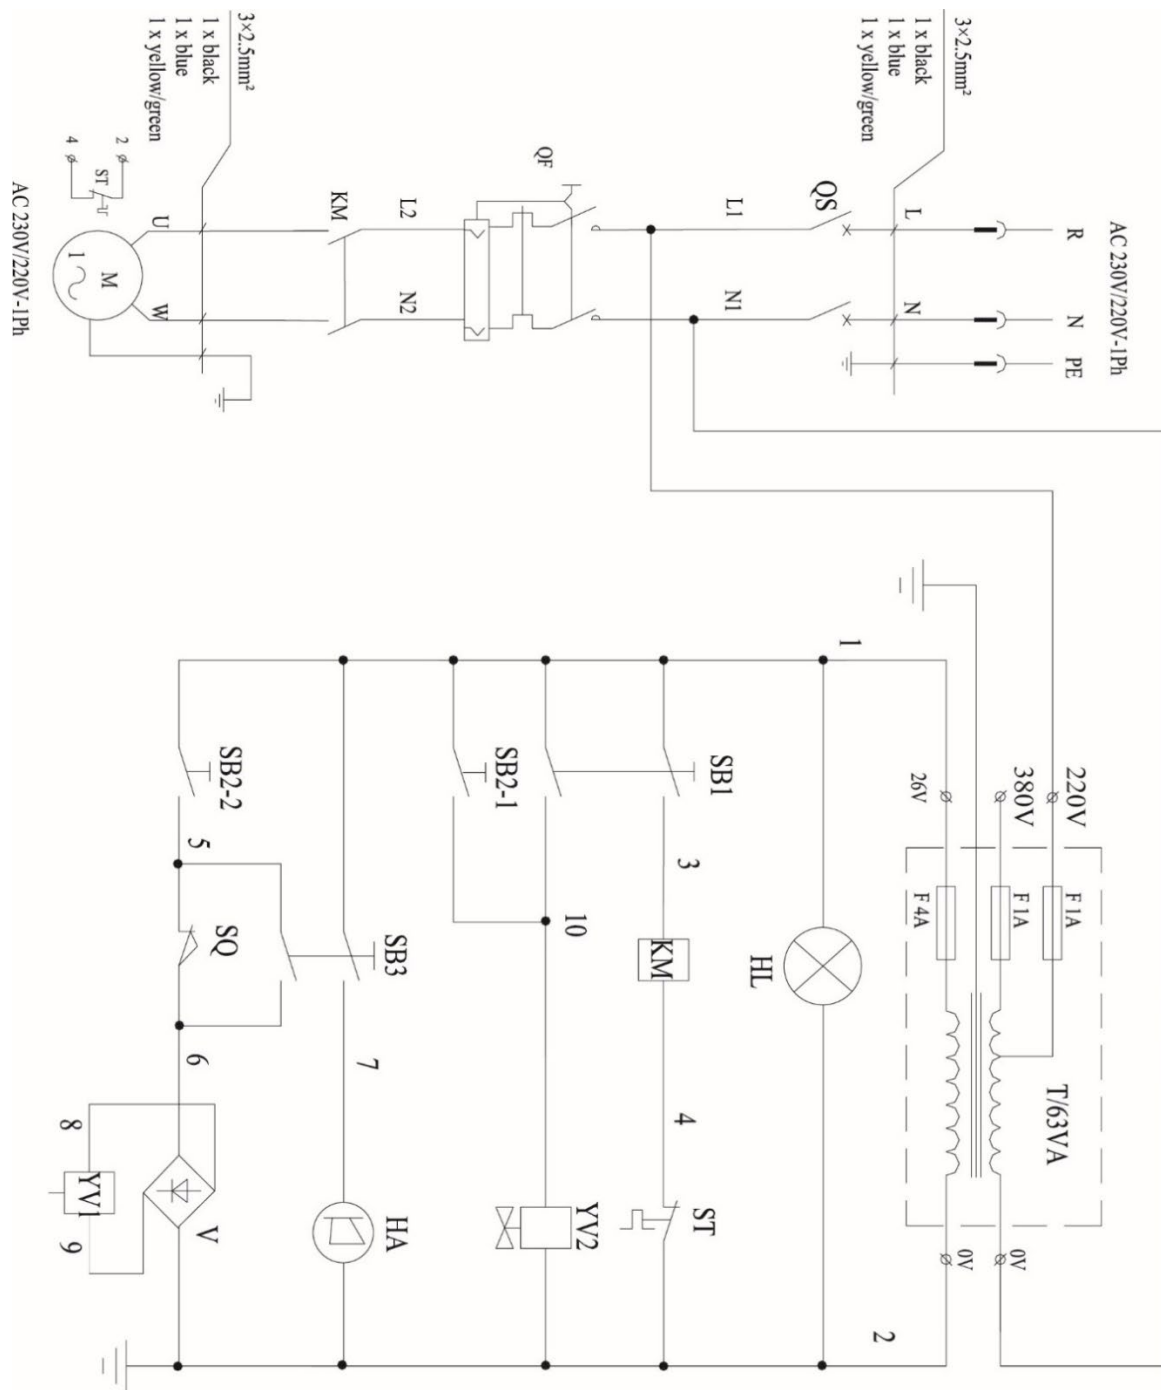 AC 230V/220V-1Ph
R
N
PE
3×2.5mm²
1 x black
1 x blue
1 x yellow/green
L
N
QS
L1
N1
QF
L2
N2
KM
3×2.5mm²
1 x black
1 x blue
1 x yellow/green
U
W
M
1
2
4
ST
AC 230V/220V-1Ph
220V
380V
26V
F 1A
F 1A
F 4A
T/63VA
0V
0V
1
2
HL
SB1
3
KM
4
ST
SB2-1
10
YV2
SB3
7
HA
SB2-2
5
SQ
6
V
8
YV1
9